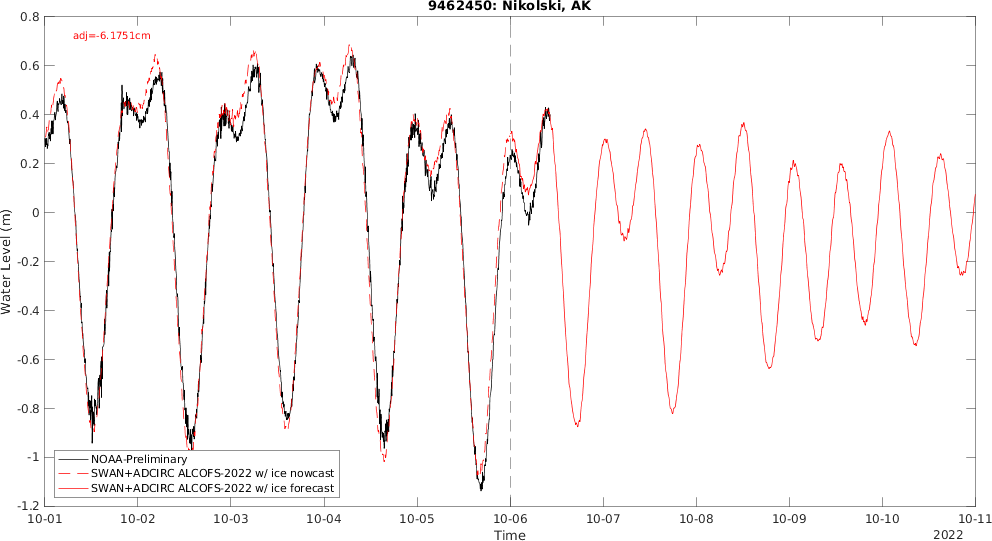 9462450: Nikolski, AK
adj=-6.1751cm
0.8
0.6
0.4
0.2
0
-0.2
-0.4
-0.6
-0.8
-1
-1.2
Water Level (m)
NOAA-Preliminary
SWAN+ADCIRC ALCOFS-2022 w/ ice nowcast
SWAN+ADCIRC ALCOFS-2022 w/ ice forecast
10-01 10-02 10-03 10-04 10-05 10-06 10-07 10-08 10-09 10-10 10-11
Time
2022